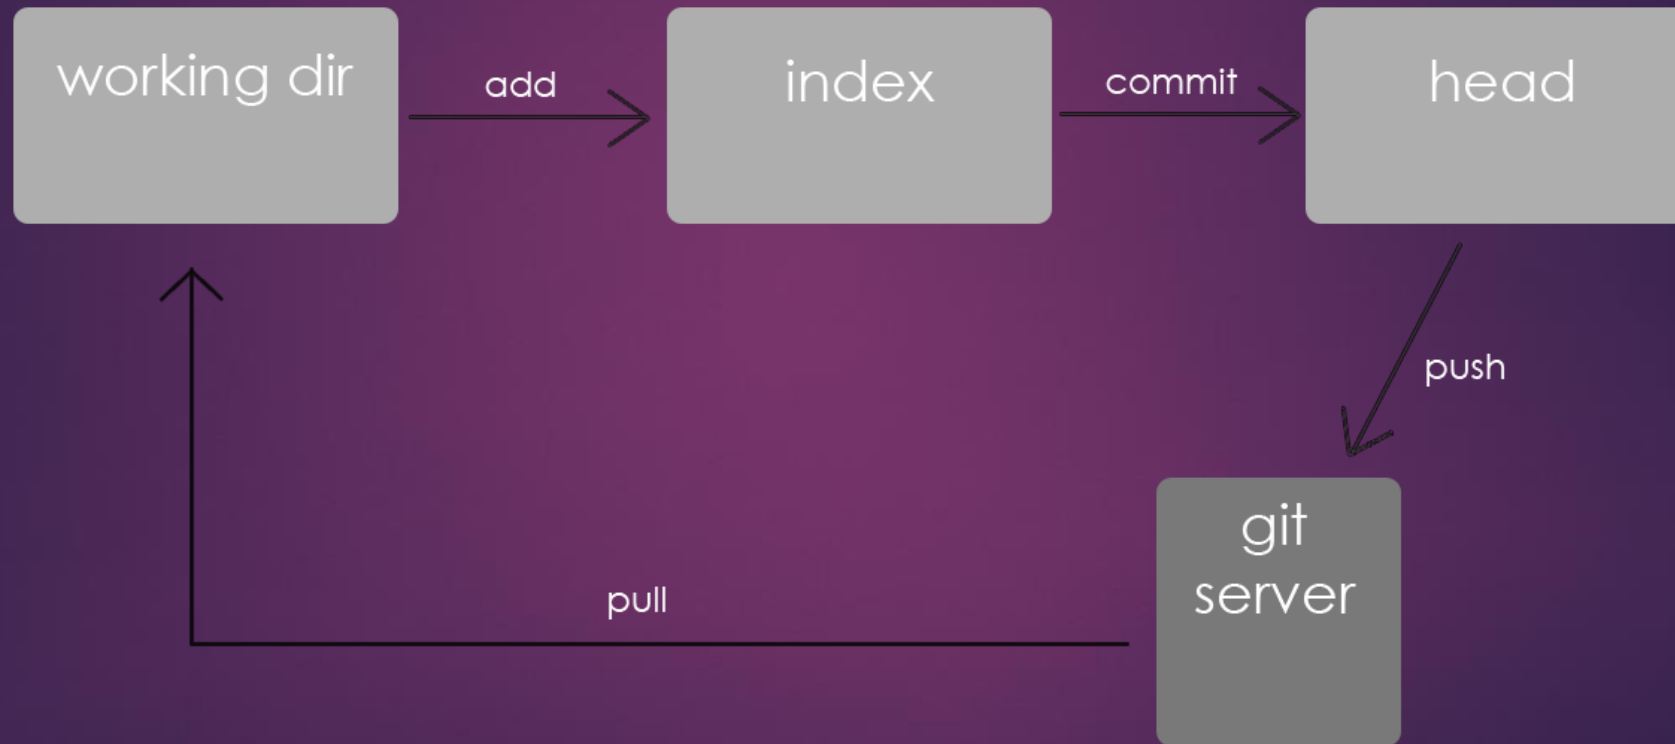 working dir
add
index
commit
head
push
git
server
pull